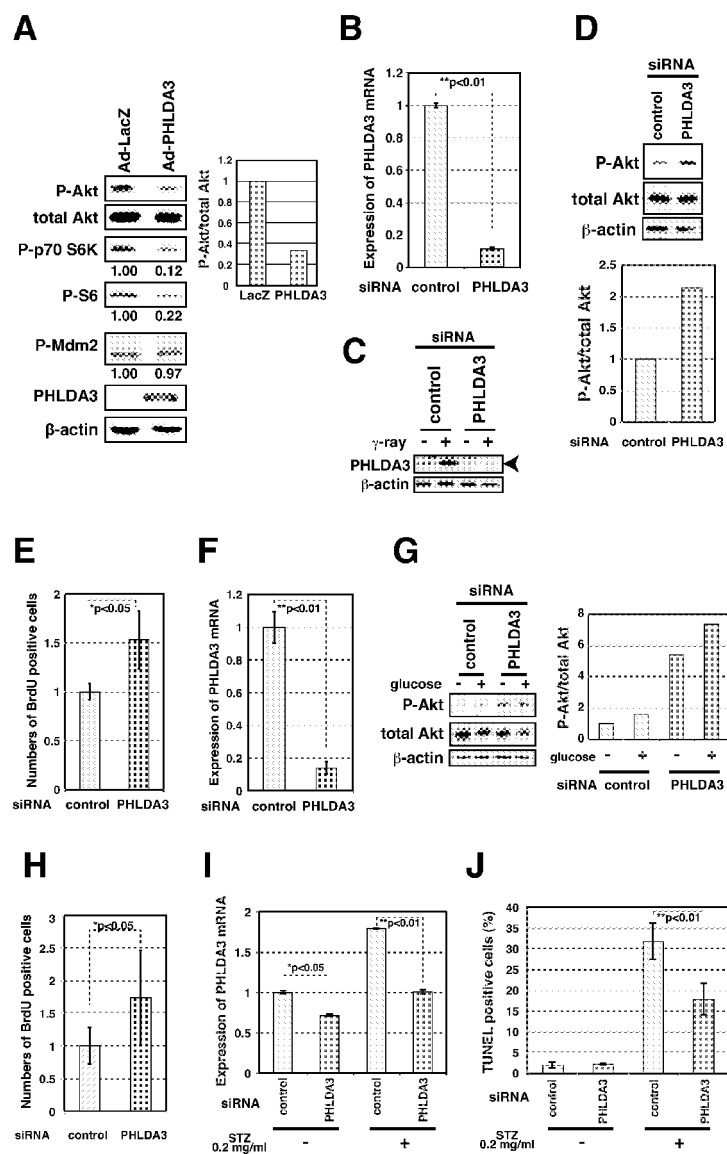 A
Ad-LacZ
Ad-PHLDA3
P-Akt
total Akt
P-p70 S6K
1.00 0.12
P-S6
1.00 0.22
P-Mdm2
1.00 0.97
PHLDA3
β-actin
P-Akt/total Akt
1.2
1
0.8
0.6
0.4
0.2
0
LacZ PHLDA3
B
Expression of PHLDA3 mRNA
1.2
1
0.8
0.6
0.4
0.2
0
**p<0.01
siRNA control PHLDA3
C
siRNA
control
PHLDA3
γ-ray - + - +
PHLDA3
β-actin
D
siRNA
control
PHLDA3
P-Akt
total Akt
β-actin
P-Akt/total Akt
2.5
2
1.5
1
0.5
0
siRNA control PHLDA3
E
Numbers of BrdU positive cells
2
1.5
1
0.5
0
*p<0.05
siRNA control PHLDA3
F
Expression of PHLDA3 mRNA
1.2
1
0.8
0.6
0.4
0.2
0
**p<0.01
siRNA control PHLDA3
G
siRNA
control
PHLDA3
glucose - + - +
P-Akt
total Akt
β-actin
P-Akt/total Akt
8
6
4
2
0
glucose - + - +
siRNA control PHLDA3
H
Numbers of BrdU positive cells
3
2.5
2
1.5
1
0.5
0
*p<0.05
siRNA control PHLDA3
I
Expression of PHLDA3 mRNA
2
1.5
1
0.5
0
*p<0.05
**p<0.01
siRNA control PHLDA3 control PHLDA3
STZ
0.2 mg/ml - +
J
TUNEL positive cells (%)
40
35
30
25
20
15
10
5
0
**p<0.01
siRNA control PHLDA3 control PHLDA3
STZ
0.2 mg/ml - +